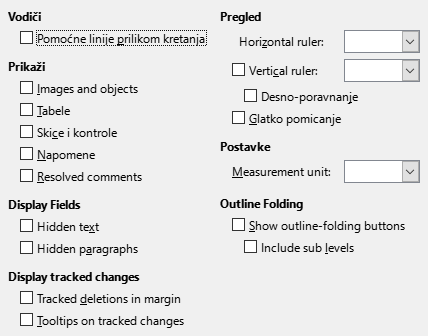 Vodiči
Pomoćne linije prilikom kretanja
Prikaži
Images and objects
Tabele
Skice i kontrole
Napomene
Resolved comments
Display Fields
Hidden text
Hidden paragraphs
Display tracked changes
Tracked deletions in margin
Tooltips on tracked changes
Pregled
Horizontal ruler:
Vertical ruler:
Desno-poravnanje
Glatko pomicanje
Postavke
Measurement unit:
Outline Folding
Show outline-folding buttons
Include sub levels